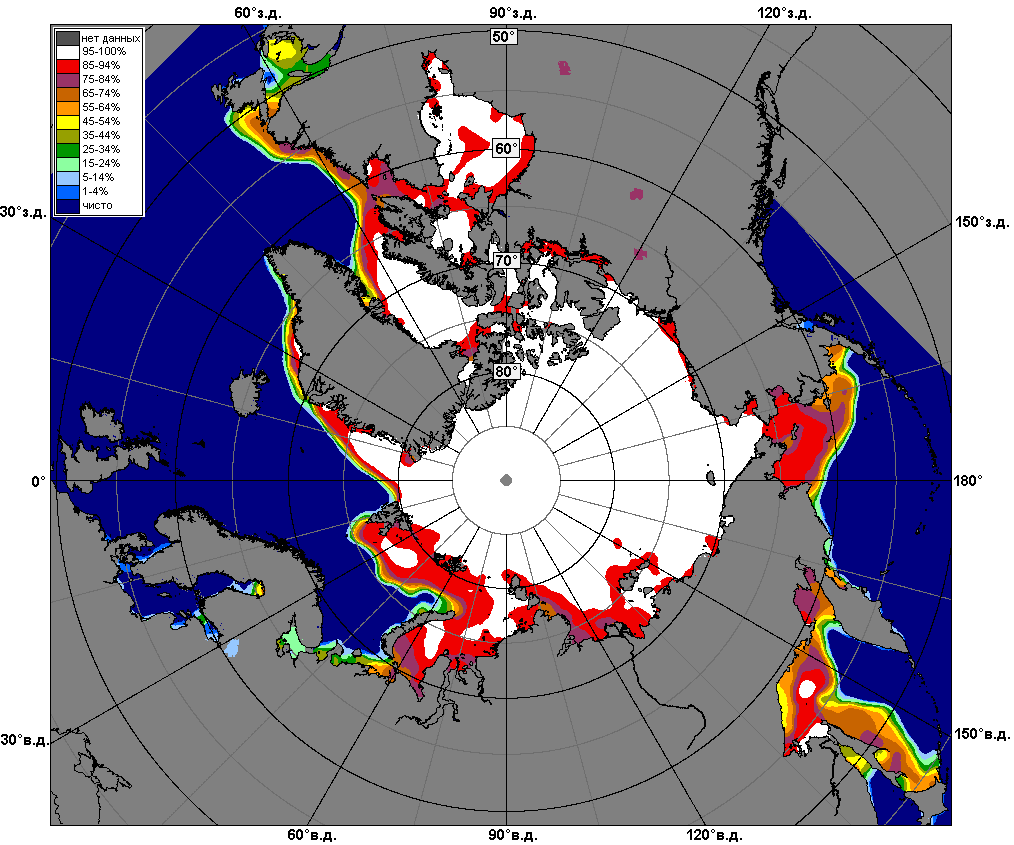 60°з.д.
90°з.д.
120°з.д.
нет данных
95-100%
85-94%
75-84%
65-74%
55-64%
45-54%
35-44%
25-34%
15-24%
5-14%
1-4%
чисто
50°
60°
30°з.д.
150°з.д.
70°
80°
0°
180°
30°в.д.
150°в.д.
60°в.д.
90°в.д.
120°в.д.